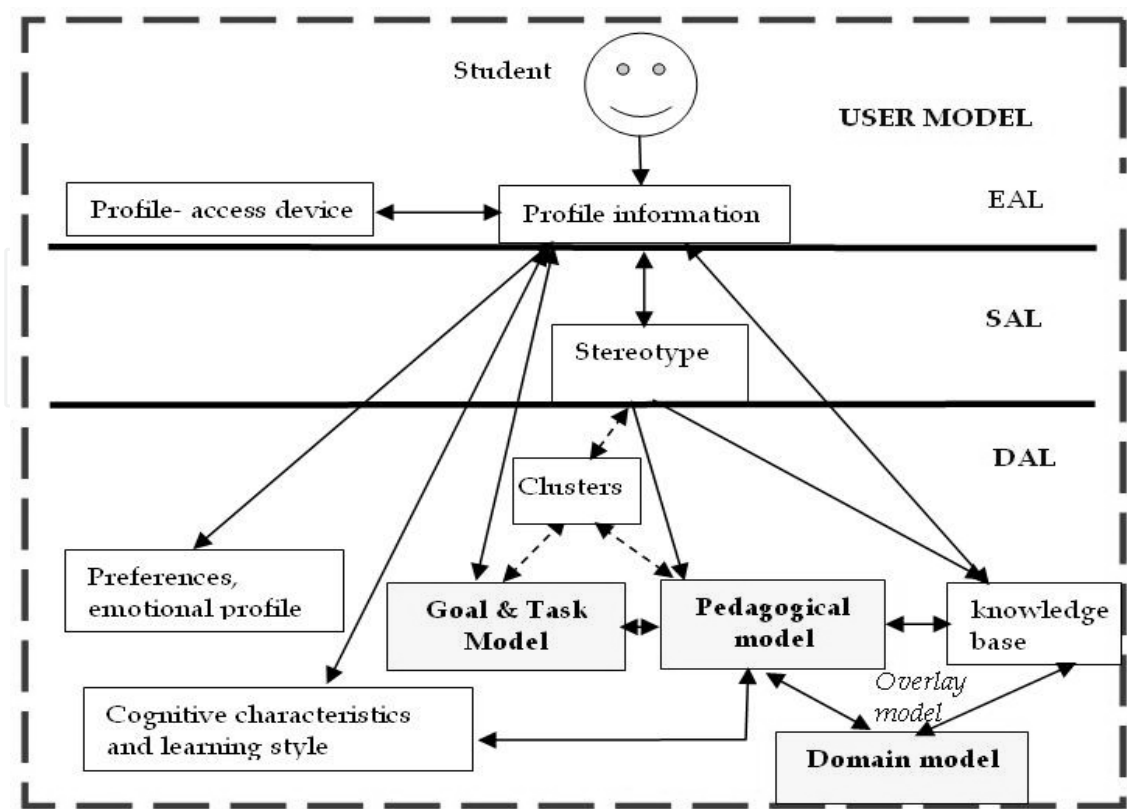 Student
USER MODEL
Profile- access device
Profile information
EAL
SAL
Stereotype
DAL
Clusters
Preferences,
emotional profile
Goal & Task
Model
Pedagogical
model
knowledge
base
Overlay
model
Cognitive characteristics
and learning style
Domain model